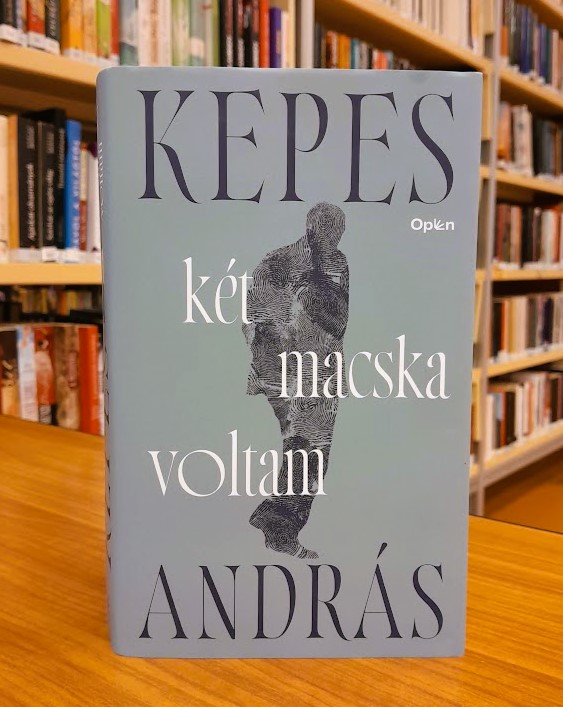 KEPES
Open
két
macska
voltam
ANDRÁS